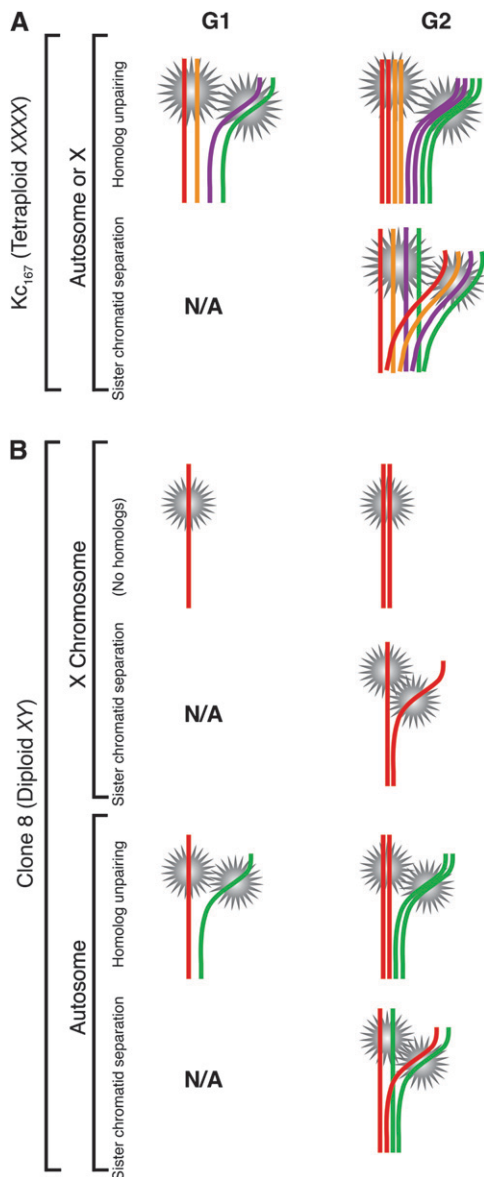 A
G1
G2
Kc167 (Tetraploid XXXX)
Autosome or X
Homolog unpairing
Sister chromatid separation
N/A
B
Clone 8 (Diploid XY)
X Chromosome
(No homologs)
Sister chromatid separation
N/A
Autosome
Homolog unpairing
Sister chromatid separation
N/A